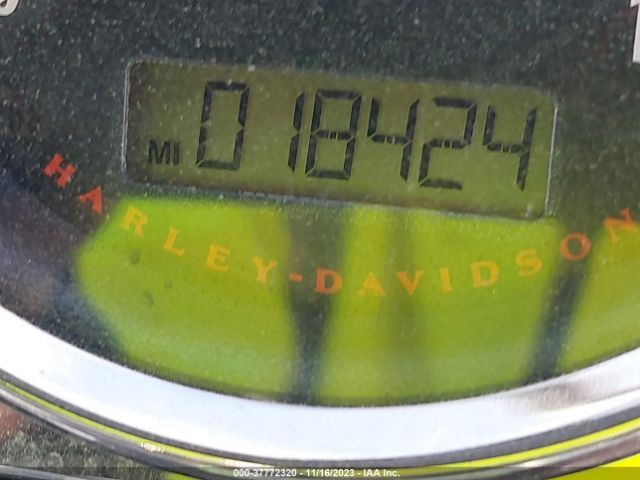 MI 018424
HARLEY-DAVIDSON
000-37772320 - 11/16/2023 - IAA Inc.